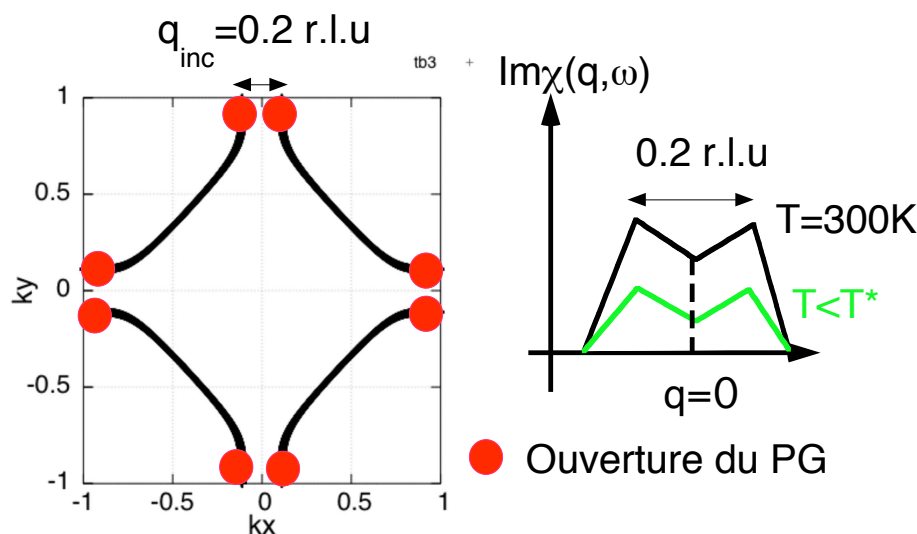 q_inc=0.2 r.l.u
tb3
+
Imχ(q,ω)
1
0.5
0
-0.5
-1
ky
-1
-0.5
0
0.5
1
kx
0.2 r.l.u
T=300K
T<T*
q=0
Ouverture du PG